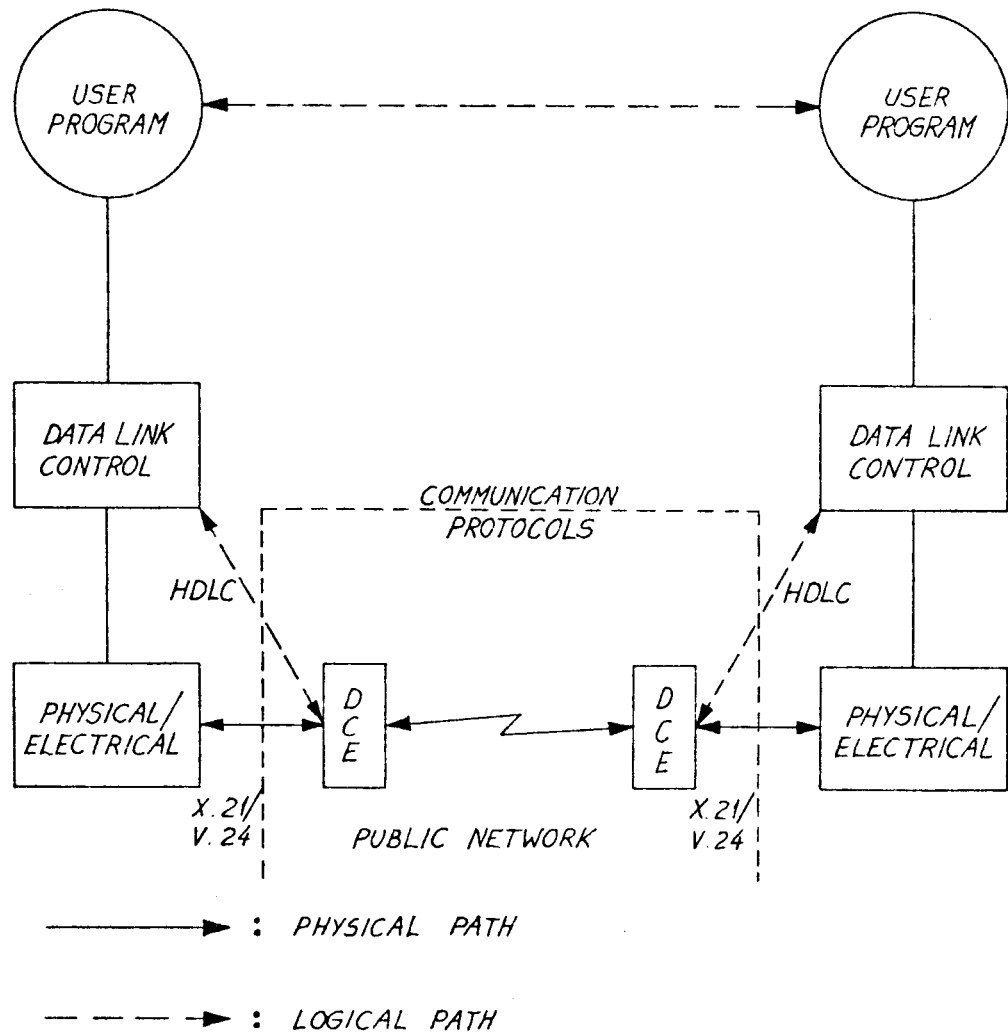 USER
PROGRAM
USER
PROGRAM
DATA LINK
CONTROL
DATA LINK
CONTROL
COMMUNICATION
PROTOCOLS
HDLC
HDLC
PHYSICAL/
ELECTRICAL
D
C
E
D
C
E
PHYSICAL/
ELECTRICAL
X.21/
V.24
PUBLIC NETWORK
X.21/
V.24
: PHYSICAL PATH
: LOGICAL PATH